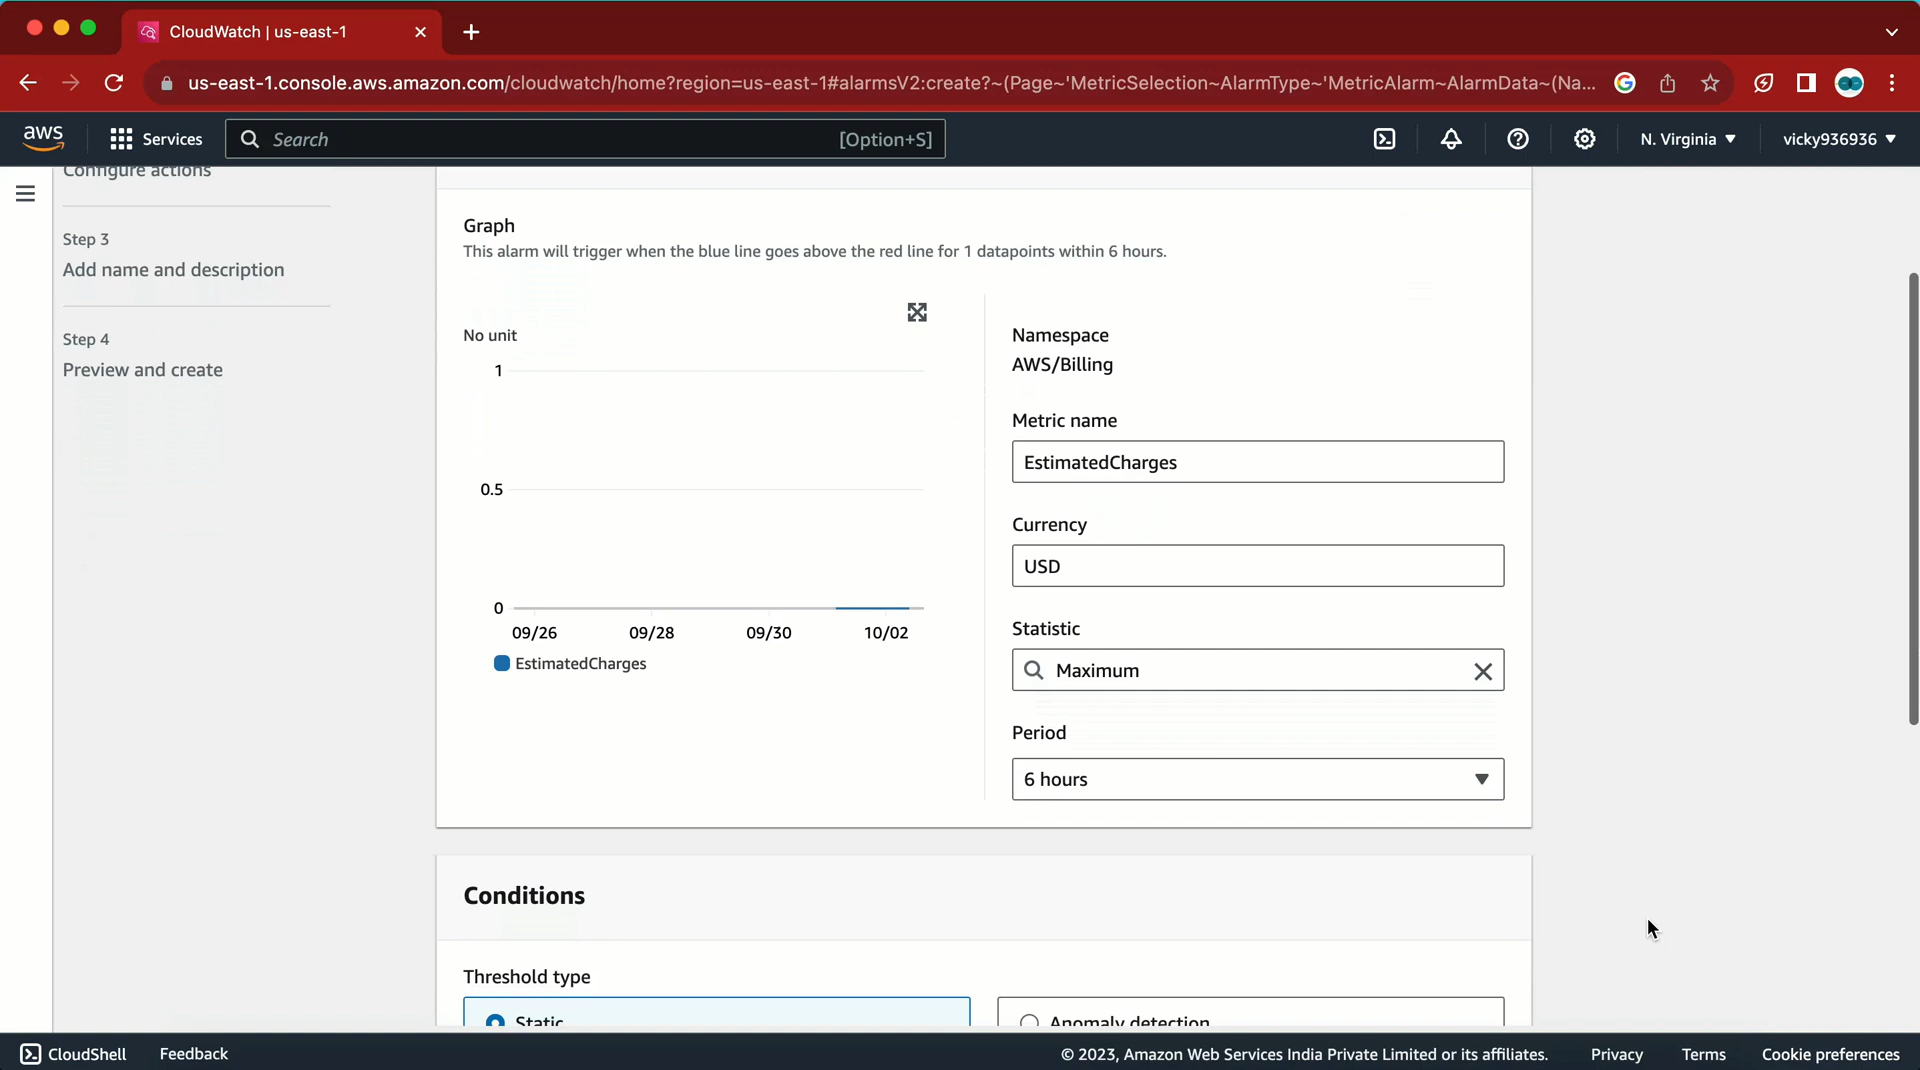 CloudWatch | us-east-1
us-east-1.console.aws.amazon.com/cloudwatch/home?region=us-east-1#alarmsV2:create?~(Page~'MetricSelection~AlarmType~'MetricAlarm~AlarmData~(Na...
aws
Services
Search
[Option+S]
N. Virginia
vicky936936
Configure actions
Step 3
Add name and description
Step 4
Preview and create
Graph
This alarm will trigger when the blue line goes above the red line for 1 datapoints within 6 hours.
No unit
1
0.5
0
09/26 09/28 09/30 10/02
EstimatedCharges
Namespace
AWS/Billing
Metric name
EstimatedCharges
Currency
USD
Statistic
Maximum
Period
6 hours
Conditions
Threshold type
Static
Anomaly detection
CloudShell
Feedback
© 2023, Amazon Web Services India Private Limited or its affiliates.
Privacy
Terms
Cookie preferences